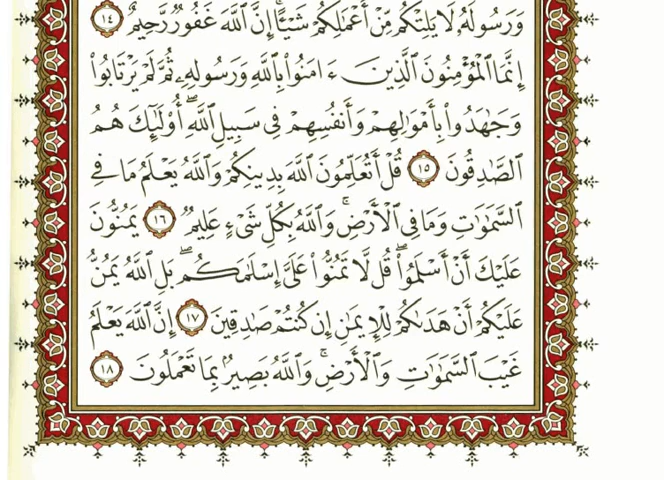 وَرَسُولَهُۥ لَا يَلِتْكُم مِّنْ أَعْمَٰلِكُمْ شَيْـًٔا ۚ إِنَّ ٱللَّهَ غَفُورٌ رَّحِيمٌ ١٤
إِنَّمَا ٱلْمُؤْمِنُونَ ٱلَّذِينَ ءَامَنُوا۟ بِٱللَّهِ وَرَسُولِهِۦ ثُمَّ لَمْ يَرْتَابُوا۟
وَجَٰهَدُوا۟ بِأَمْوَٰلِهِمْ وَأَنفُسِهِمْ فِى سَبِيلِ ٱللَّهِ ۚ أُو۟لَٰٓئِكَ هُمُ
ٱلصَّٰدِقُونَ ١٥ قُلْ أَتُعَلِّمُونَ ٱللَّهَ بِدِينِكُمْ وَٱللَّهُ يَعْلَمُ مَا فِى
ٱلسَّمَٰوَٰتِ وَمَا فِى ٱلْأَرْضِ ۚ وَٱللَّهُ بِكُلِّ شَىْءٍ عَلِيمٌ ١٦ يَمُنُّونَ
عَلَيْكَ أَنْ أَسْلَمُوا۟ ۖ قُل لَّا تَمُنُّوا۟ عَلَىَّ إِسْلَٰمَكُم ۖ بَلِ ٱللَّهُ يَمُنُّ
عَلَيْكُمْ أَنْ هَدَىٰكُمْ لِلْإِيمَٰنِ إِن كُنتُمْ صَٰدِقِينَ ١٧ إِنَّ ٱللَّهَ يَعْلَمُ
غَيْبَ ٱلسَّمَٰوَٰتِ وَٱلْأَرْضِ ۚ وَٱللَّهُ بَصِيرٌۢ بِمَا تَعْمَلُونَ ١٨